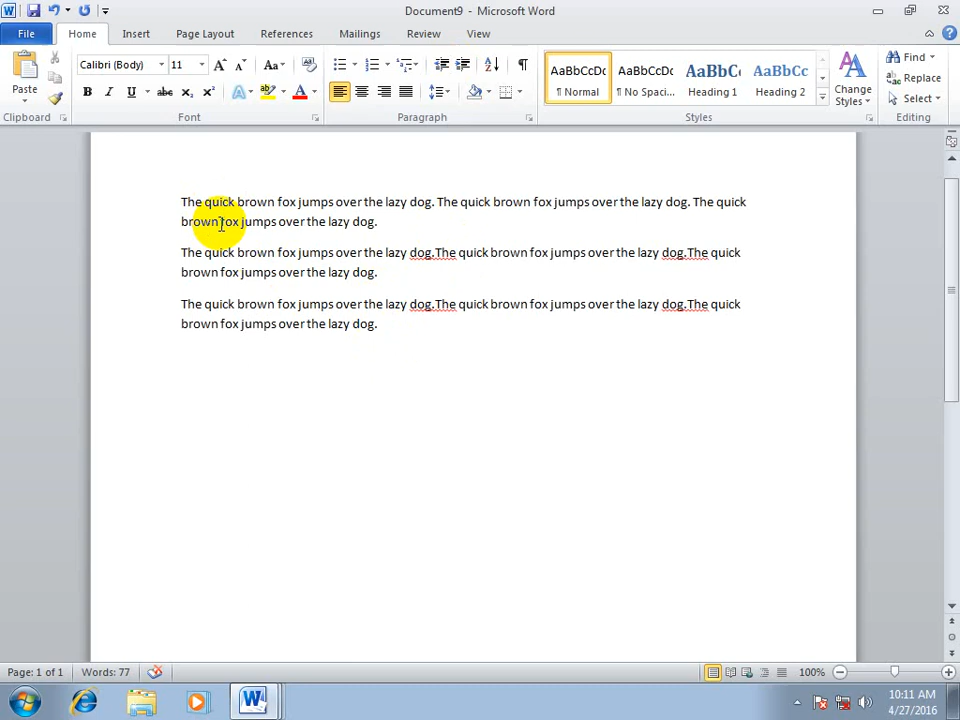 Document9 - Microsoft Word
File Home Insert Page Layout References Mailings Review View
Calibri (Body) 11
Paste
Clipboard Font Paragraph Styles Editing
AaBbCcDc AaBbCcDc AaBbC AaBbCc
¶ Normal ¶ No Spaci... Heading 1 Heading 2
Change Styles
Find
Replace
Select
The quick brown fox jumps over the lazy dog. The quick brown fox jumps over the lazy dog. The quick
brown fox jumps over the lazy dog.
The quick brown fox jumps over the lazy dog.The quick brown fox jumps over the lazy dog.The quick
brown fox jumps over the lazy dog.
The quick brown fox jumps over the lazy dog.The quick brown fox jumps over the lazy dog.The quick
brown fox jumps over the lazy dog.
Page: 1 of 1 Words: 77 100%
10:11 AM
4/27/2016